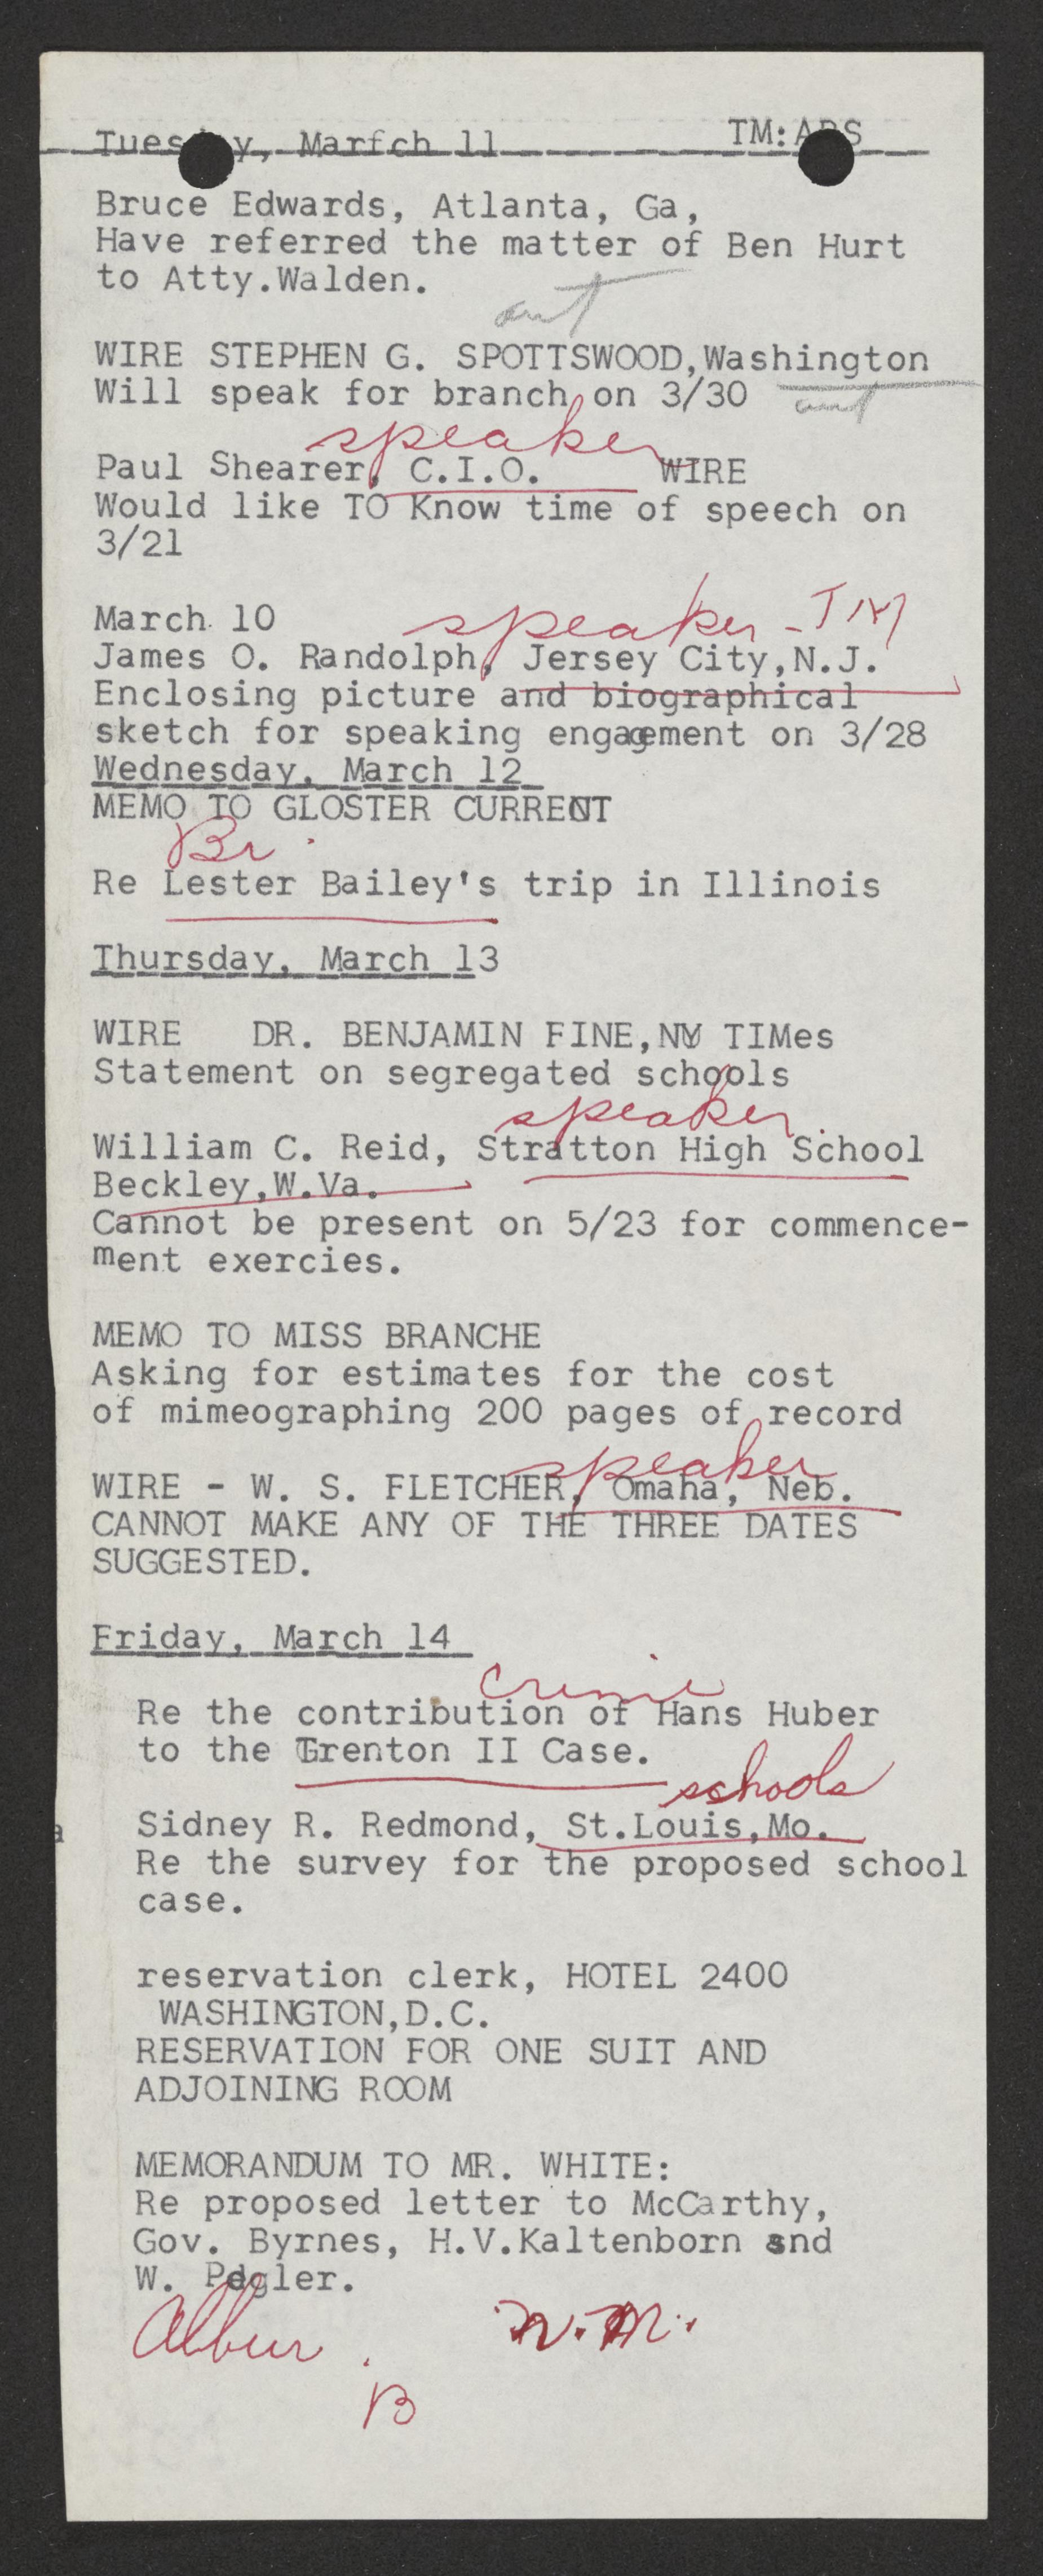 TM:ABS
Tuesday, Marfch 11
Bruce Edwards, Atlanta, Ga,
Have referred the matter of Ben Hurt
to Atty.Walden.
WIRE STEPHEN G. SPOTTSWOOD,Washington
Will speak for branch on 3/30
speaker
Paul Shearer, C.I.O. WIRE
Would like TO Know time of speech on
3/21
March 10
speaker - TM
James O. Randolph, Jersey City,N.J.
Enclosing picture and biographical
sketch for speaking engagement on 3/28
Wednesday, March 12
MEMO TO GLOSTER CURRENT
Br.
Re Lester Bailey's trip in Illinois
Thursday, March 13
WIRE DR. BENJAMIN FINE,NY TIMes
Statement on segregated schools
speaker.
William C. Reid, Stratton High School
Beckley,W.Va.
Cannot be present on 5/23 for commence-
ment exercies.
MEMO TO MISS BRANCHE
Asking for estimates for the cost
of mimeographing 200 pages of record
speaker
WIRE - W. S. FLETCHER, Omaha, Neb.
CANNOT MAKE ANY OF THE THREE DATES
SUGGESTED.
Friday, March 14
Crime
Re the contribution of Hans Huber
to the Trenton II Case.
schools
Sidney R. Redmond, St.Louis,Mo.
Re the survey for the proposed school
case.
reservation clerk, HOTEL 2400
WASHINGTON,D.C.
RESERVATION FOR ONE SUIT AND
ADJOINING ROOM
MEMORANDUM TO MR. WHITE:
Re proposed letter to McCarthy,
Gov. Byrnes, H.V.Kaltenborn and
W. Pegler.
B